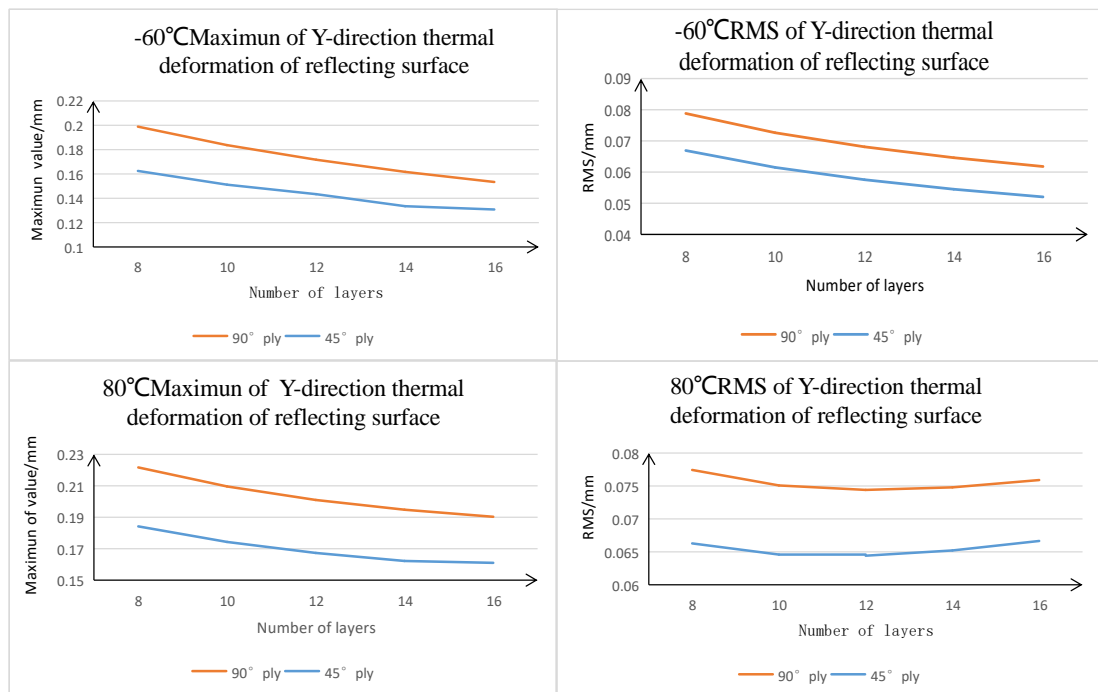 -60℃Maximun of Y-direction thermal
deformation of reflecting surface
Maximun value/mm
0.22
0.2
0.18
0.16
0.14
0.12
0.1
8 10 12 14 16
Number of layers
90° ply 45° ply
-60℃RMS of Y-direction thermal
deformation of reflecting surface
RMS/mm
0.09
0.08
0.07
0.06
0.05
0.04
8 10 12 14 16
Number of layers
90° ply 45° ply
80℃Maximun of Y-direction thermal
deformation of reflecting surface
Maximun of value/mm
0.23
0.21
0.19
0.17
0.15
8 10 12 14 16
Number of layers
90° ply 45° ply
80℃RMS of Y-direction thermal
deformation of reflecting surface
RMS/mm
0.08
0.075
0.07
0.065
0.06
8 10 12 14 16
Number of layers
90° ply 45° ply